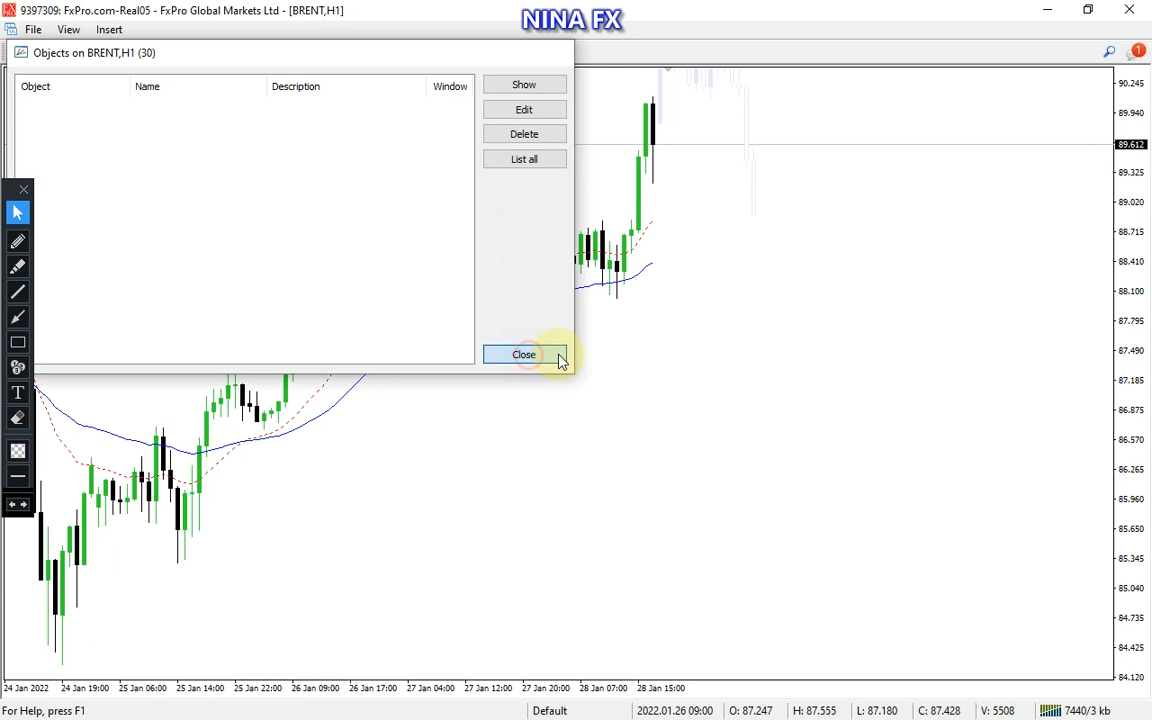 9397309: FxPro.com-Real05 - FxPro Global Markets Ltd - [BRENT,H1]
NINA FX
File View Insert
1
Objects on BRENT,H1 (30)
Object Name Description Window
Show
Edit
Delete
List all
Close
T
90.245
89.940
89.612
89.325
89.020
88.715
88.410
88.100
87.795
87.490
87.185
86.875
86.570
86.265
85.960
85.650
85.345
85.040
84.735
84.425
84.120
24 Jan 2022 24 Jan 19:00 25 Jan 06:00 25 Jan 14:00 25 Jan 22:00 26 Jan 09:00 26 Jan 17:00 27 Jan 04:00 27 Jan 12:00 27 Jan 20:00 28 Jan 07:00 28 Jan 15:00
For Help, press F1 Default 2022.01.26 09:00 O: 87.247 H: 87.555 L: 87.180 C: 87.428 V: 5508 7440/3 kb